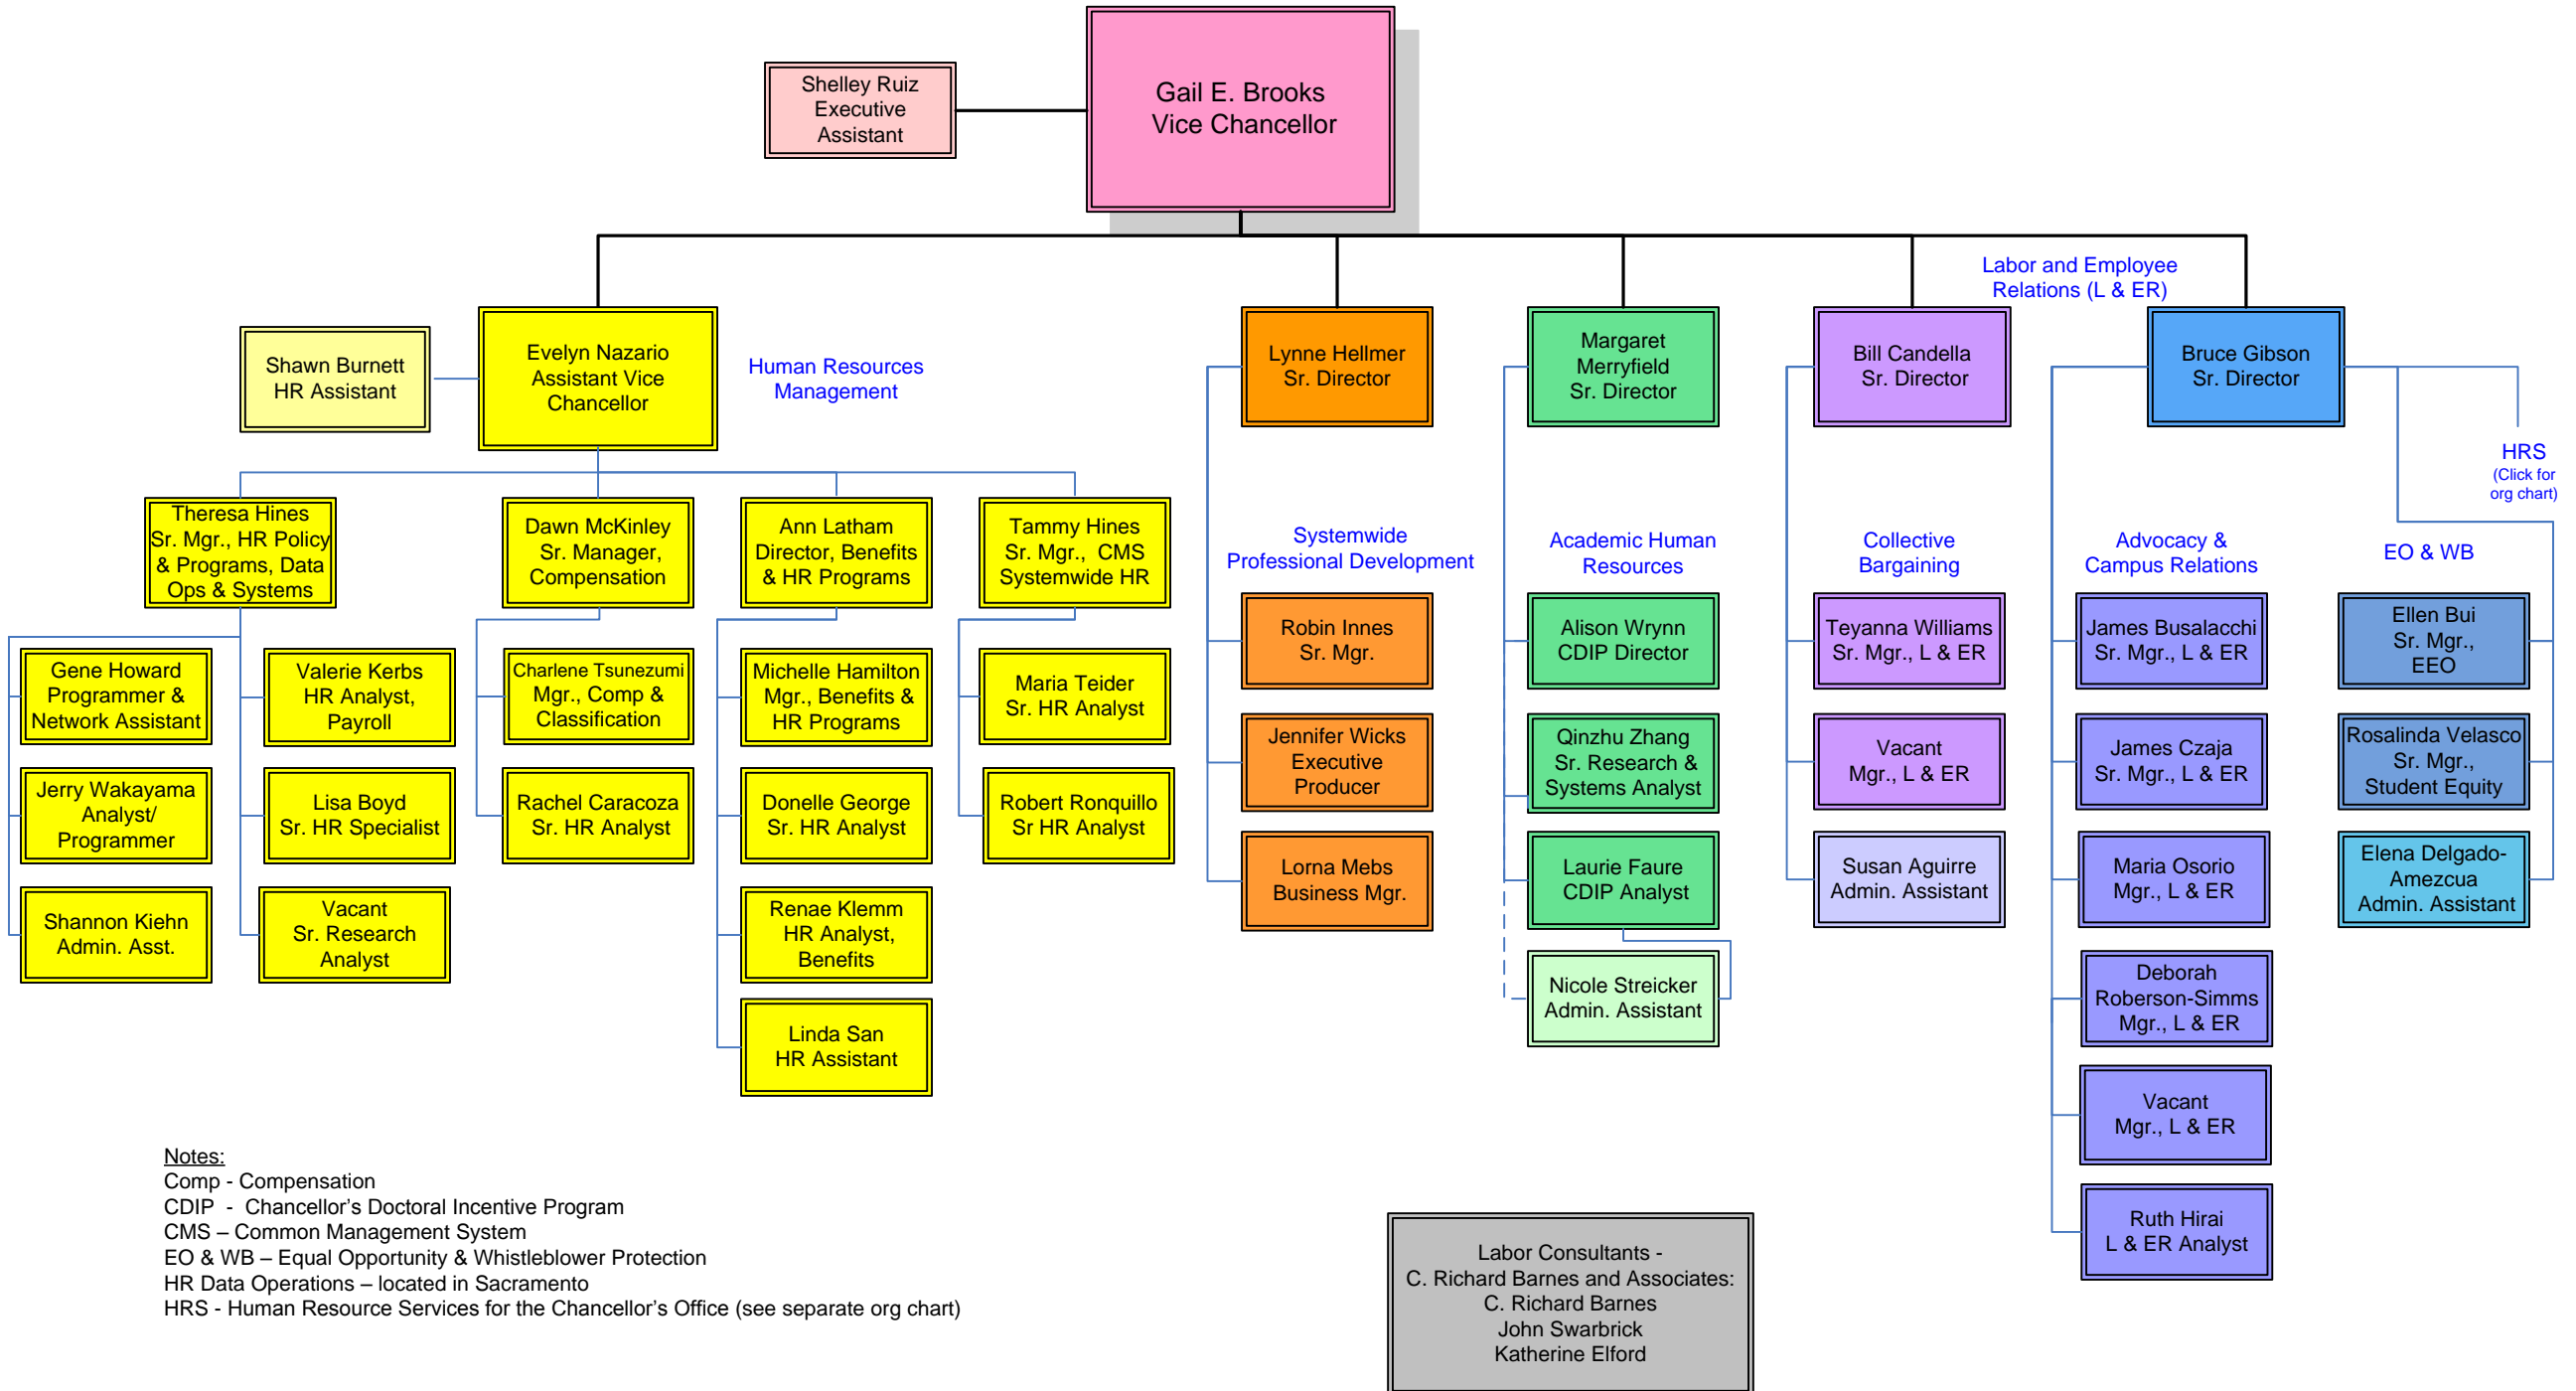 Shelley Ruiz
Executive
Assistant
Gail E. Brooks
Vice Chancellor
Labor and Employee
Relations (L & ER)
Shawn Burnett
HR Assistant
Evelyn Nazario
Assistant Vice
Chancellor
Human Resources
Management
Lynne Hellmer
Sr. Director
Margaret
Merryfield
Sr. Director
Bill Candella
Sr. Director
Bruce Gibson
Sr. Director
HRS
(Click for
org chart)
Theresa Hines
Sr. Mgr., HR Policy
& Programs, Data
Ops & Systems
Dawn McKinley
Sr. Manager,
Compensation
Ann Latham
Director, Benefits
& HR Programs
Tammy Hines
Sr. Mgr.,  CMS
Systemwide HR
Systemwide
Professional Development
Academic Human
Resources
Collective
Bargaining
Advocacy &
Campus Relations
EO & WB
Gene Howard
Programmer &
Network Assistant
Valerie Kerbs
HR Analyst,
Payroll
Charlene Tsunezumi
Mgr., Comp &
Classification
Michelle Hamilton
Mgr., Benefits &
HR Programs
Maria Teider
Sr. HR Analyst
Robin Innes
Sr. Mgr.
Alison Wrynn
CDIP Director
Teyanna Williams
Sr. Mgr., L & ER
James Busalacchi
Sr. Mgr., L & ER
Ellen Bui
Sr. Mgr.,
EEO
Jerry Wakayama
Analyst/
Programmer
Lisa Boyd
Sr. HR Specialist
Rachel Caracoza
Sr. HR Analyst
Donelle George
Sr. HR Analyst
Robert Ronquillo
Sr HR Analyst
Jennifer Wicks
Executive
Producer
Qinzhu Zhang
Sr. Research &
Systems Analyst
Vacant
Mgr., L & ER
James Czaja
Sr. Mgr., L & ER
Rosalinda Velasco
Sr. Mgr.,
Student Equity
Shannon Kiehn
Admin. Asst.
Vacant
Sr. Research
Analyst
Renae Klemm
HR Analyst,
Benefits
Lorna Mebs
Business Mgr.
Laurie Faure
CDIP Analyst
Susan Aguirre
Admin. Assistant
Maria Osorio
Mgr., L & ER
Elena Delgado-
Amezcua
Admin. Assistant
Linda San
HR Assistant
Nicole Streicker
Admin. Assistant
Deborah
Roberson-Simms
Mgr., L & ER
Vacant
Mgr., L & ER
Ruth Hirai
L & ER Analyst
Notes:
Comp - Compensation
CDIP  -  Chancellor’s Doctoral Incentive Program
CMS – Common Management System
EO & WB – Equal Opportunity & Whistleblower Protection
HR Data Operations – located in Sacramento
HRS - Human Resource Services for the Chancellor’s Office (see separate org chart)
Labor Consultants -
C. Richard Barnes and Associates:
C. Richard Barnes
John Swarbrick
Katherine Elford